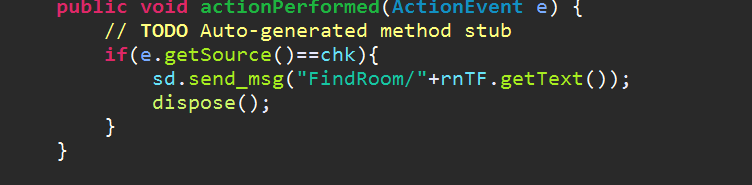 public void actionPerformed(ActionEvent e) {
// TODO Auto-generated method stub
if(e.getSource()==chk){
sd.send_msg("FindRoom/"+rnTF.getText());
dispose();
}
}